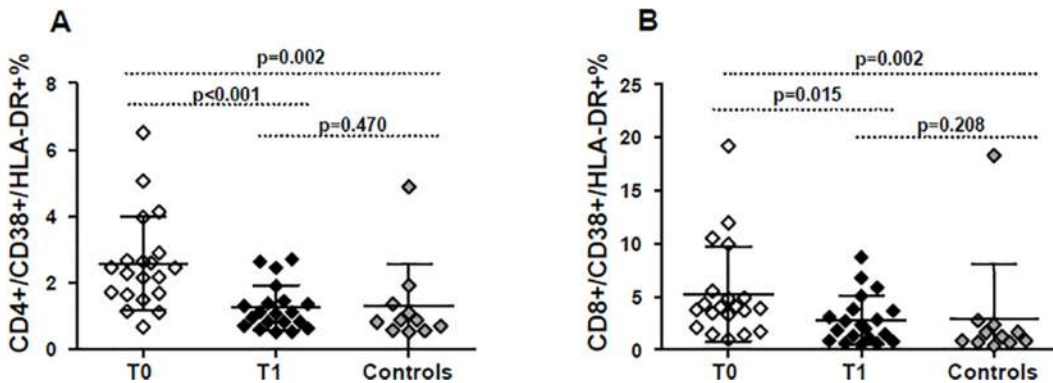 A
CD4+/CD38+/HLA-DR+%
p=0.002
p<0.001
p=0.470
8
6
4
2
0
T0
T1
Controls
B
CD8+/CD38+/HLA-DR+%
p=0.002
p=0.015
p=0.208
25
20
15
10
5
0
T0
T1
Controls